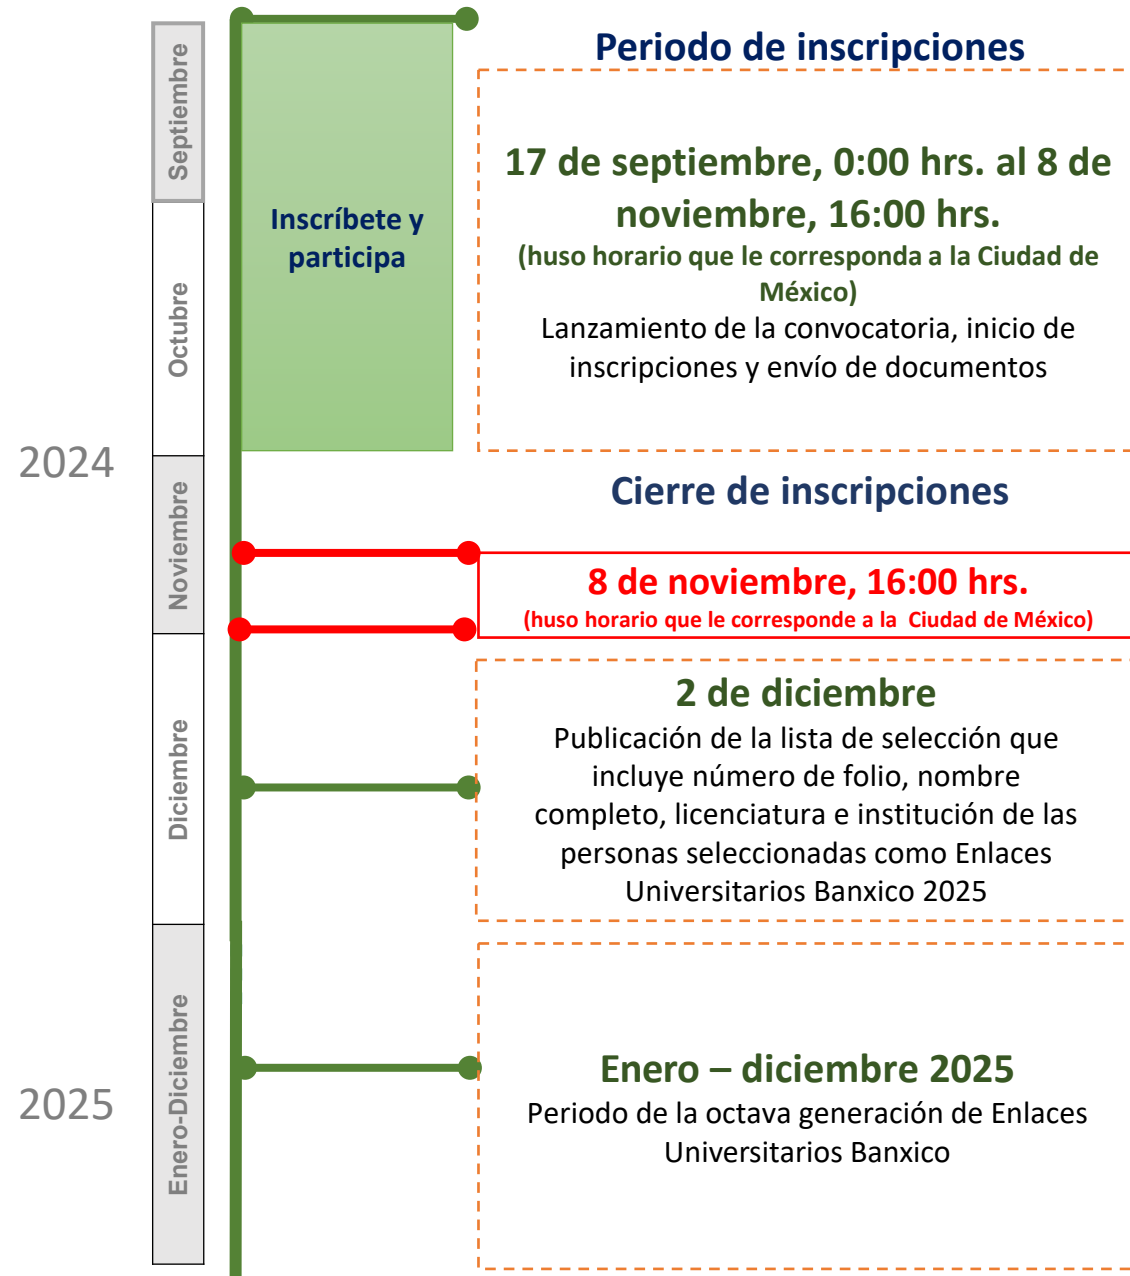 2024
Septiembre
Octubre
Noviembre
Diciembre
2025
Enero-Diciembre
Inscríbete y
participa
Periodo de inscripciones
17 de septiembre, 0:00 hrs. al 8 de
noviembre, 16:00 hrs.
(huso horario que le corresponda a la Ciudad de
México)
Lanzamiento de la convocatoria, inicio de
inscripciones y envío de documentos
Cierre de inscripciones
8 de noviembre, 16:00 hrs.
(huso horario que le corresponde a la  Ciudad de México)
2 de diciembre
Publicación de la lista de selección que
incluye número de folio, nombre
completo, licenciatura e institución de las
personas seleccionadas como Enlaces
Universitarios Banxico 2025
Enero – diciembre 2025
Periodo de la octava generación de Enlaces
Universitarios Banxico